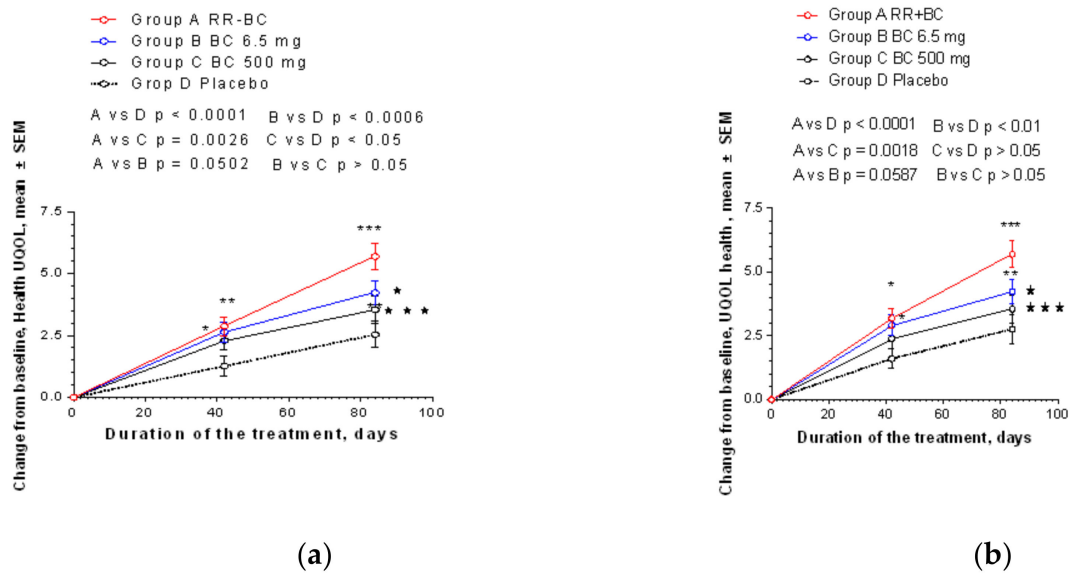 Group A RR-BC
Group B BC 6.5 mg
Group C BC 500 mg
Grop D Placebo
A vs D p < 0.0001 B vs D p < 0.0006
A vs C p = 0.0026 C vs D p < 0.05
A vs B p = 0.0502 B vs C p > 0.05
Change from baseline, Health UQOL, mean ± SEM
7.5
5.0
2.5
0.0
***
★
**
★ ★ ★
**
*
0 20 40 60 80 100
Duration of the treatment, days
(a)
Group A RR+BC
Group B BC 6.5 mg
Group C BC 500 mg
Group D Placebo
A vs D p < 0.0001 B vs D p < 0.01
A vs C p = 0.0018 C vs D p > 0.05
A vs B p = 0.0587 B vs C p > 0.05
Change from baseline, UQOL health , mean ± SEM
7.5
5.0
2.5
0.0
***
**
★
★★★
*
*
0 20 40 60 80 100
Duration of the treatment, days
(b)